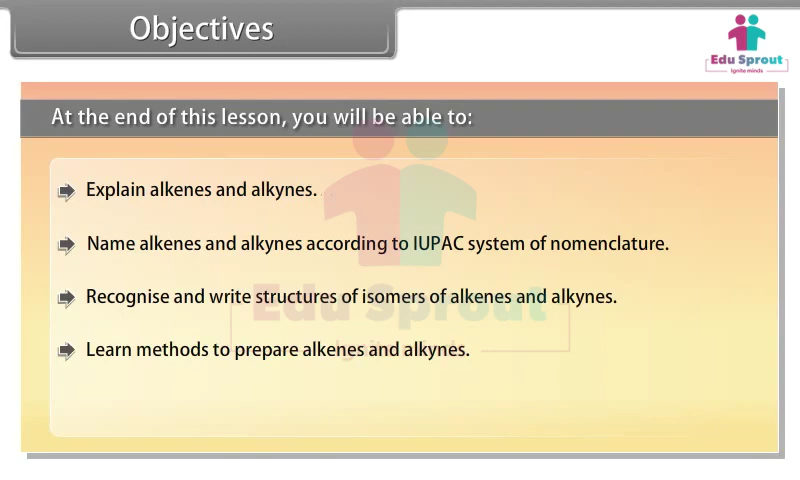 Objectives
Edu Sprout
Ignite minds
At the end of this lesson, you will be able to:
Explain alkenes and alkynes.
Name alkenes and alkynes according to IUPAC system of nomenclature.
Recognise and write structures of isomers of alkenes and alkynes.
Edu Sprout
Learn methods to prepare alkenes and alkynes.
Ignite minds